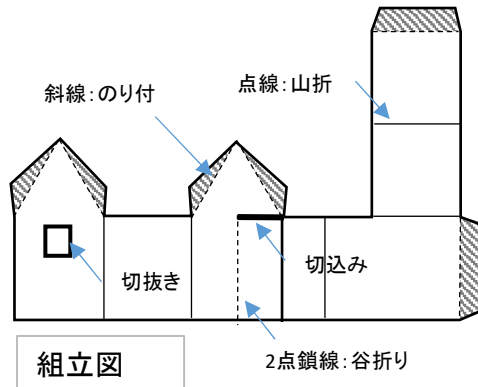 斜線：のり付
点線：山折
切抜き
切込み
組立図
2点鎖線：谷折り